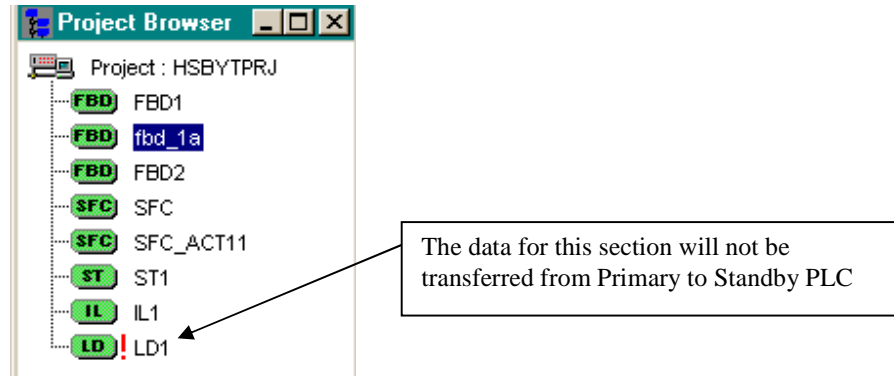 Project Browser
Project : HSBYTPRJ
FBD FBD1
FBD fbd_1a
FBD FBD2
SFC SFC
SFC SFC_ACT11
ST ST1
IL IL1
LD ! LD1
The data for this section will not be
transferred from Primary to Standby PLC